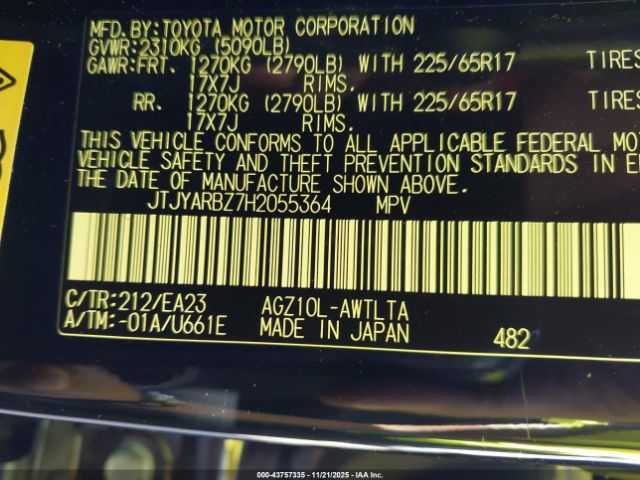 MFD.BY:TOYOTA MOTOR CORPORATION
GVWR:2310KG (5090LB)
GAWR:FRT. 1270KG (2790LB) WITH 225/65R17 TIRES
17X7J RIMS.
RR. 1270KG (2790LB) WITH 225/65R17 TIRES
17X7J RIMS.
THIS VEHICLE CONFORMS TO ALL APPLICABLE FEDERAL MO
VEHICLE SAFETY AND THEFT PREVENTION STANDARDS IN E
THE DATE OF MANUFACTURE SHOWN ABOVE.
JTJYARBZ7H2055364 MPV
C/TR:212/EA23 AGZ10L-AWTLTA
A/TM:-01A/U661E MADE IN JAPAN 482
000-43757335 - 11/21/2025 - IAA Inc.